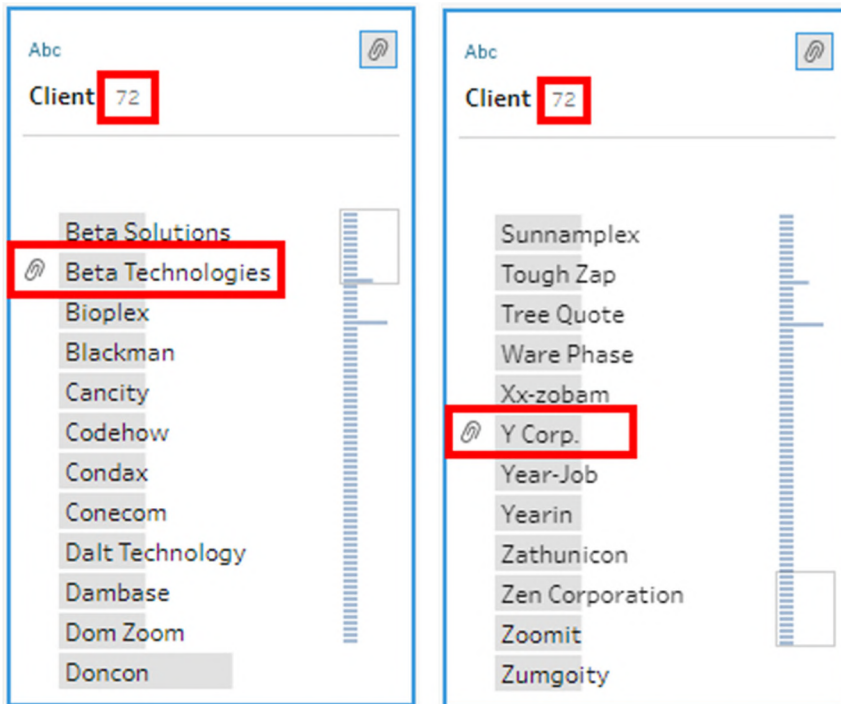 Abc
Client 72
Beta Solutions
Beta Technologies
Bioplex
Blackman
Cancity
Codehow
Condax
Conecom
Dalt Technology
Dambase
Dom Zoom
Doncon
Abc
Client 72
Sunnamplex
Tough Zap
Tree Quote
Ware Phase
Xx-zobam
Y Corp.
Year-Job
Yearin
Zathunicon
Zen Corporation
Zoomit
Zumgoity